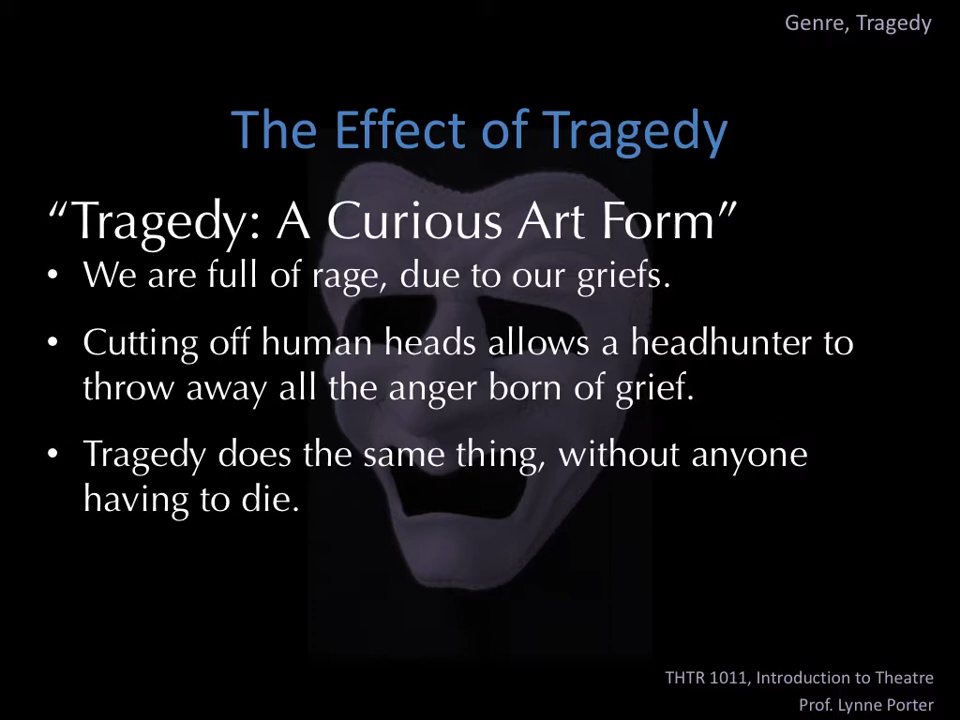 Genre, Tragedy
The Effect of Tragedy
“Tragedy: A Curious Art Form”
• We are full of rage, due to our griefs.
• Cutting off human heads allows a headhunter to
throw away all the anger born of grief.
• Tragedy does the same thing, without anyone
having to die.
THTR 1011, Introduction to Theatre
Prof. Lynne Porter